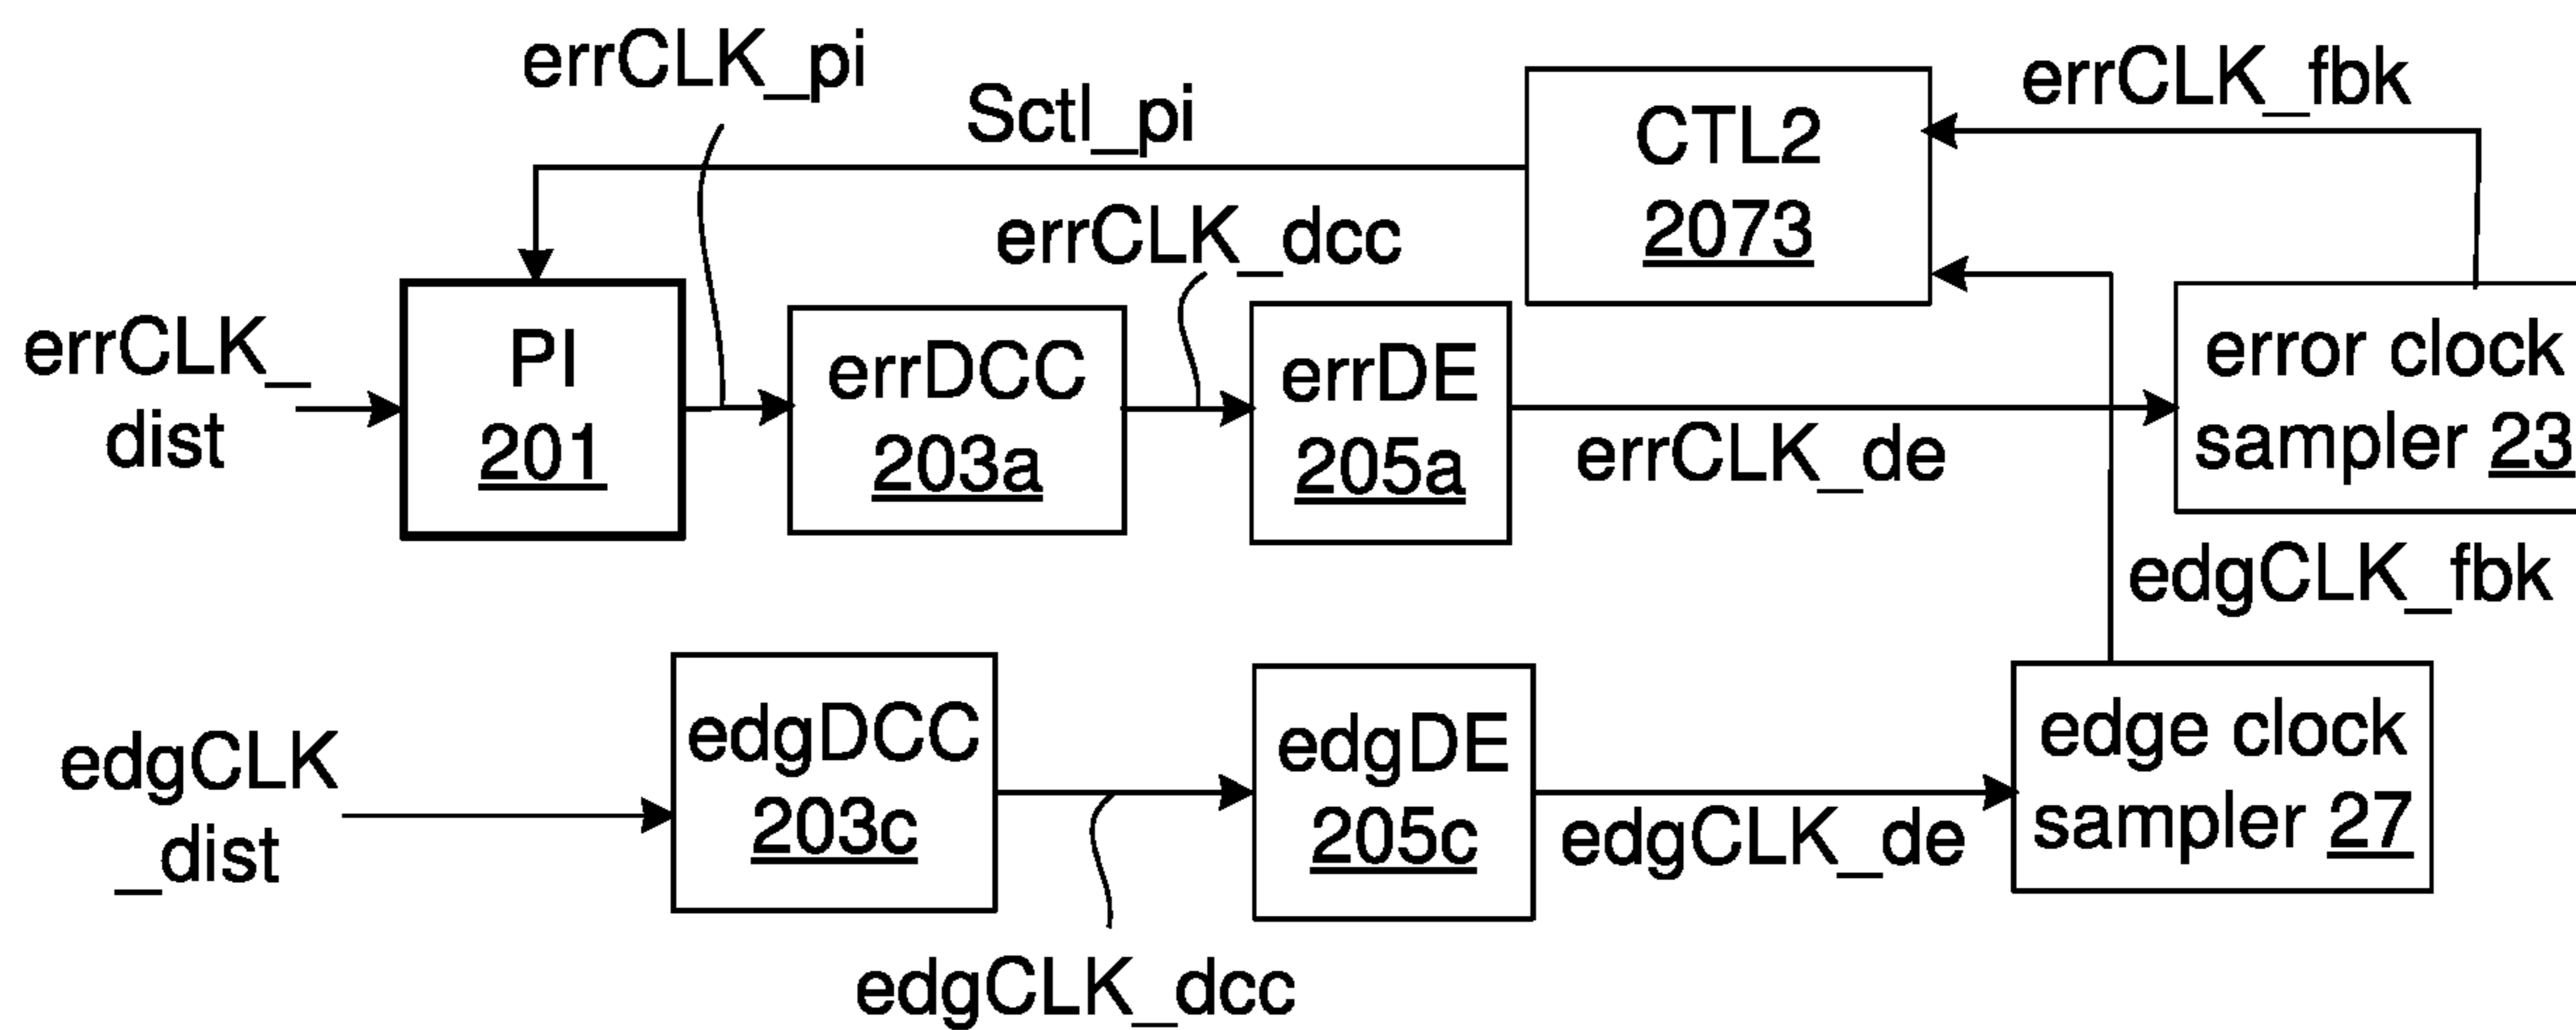 errCLK_pi
Sctl_pi
CTL2
2073
errCLK_fbk
errCLK_dcc
errCLK_
dist
PI
201
errDCC
203a
errDE
205a
errCLK_de
error clock
sampler 23
edgCLK_fbk
edgCLK
_dist
edgDCC
203c
edgDE
205c
edgCLK_de
edge clock
sampler 27
edgCLK_dcc